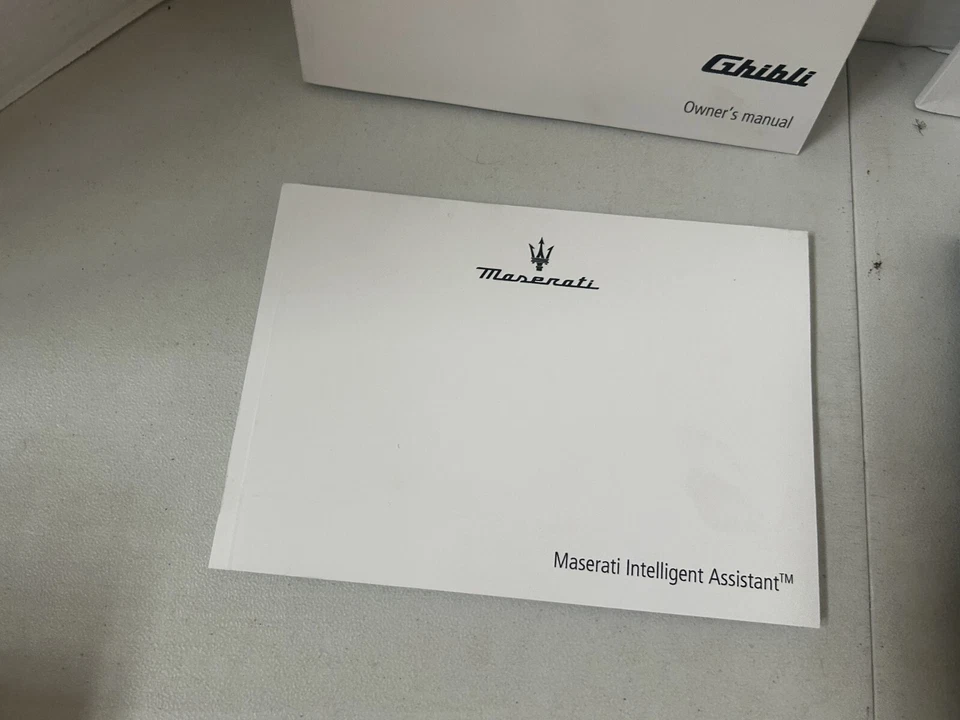 Ghibli
Owner's manual
Maserati
Maserati Intelligent Assistant™